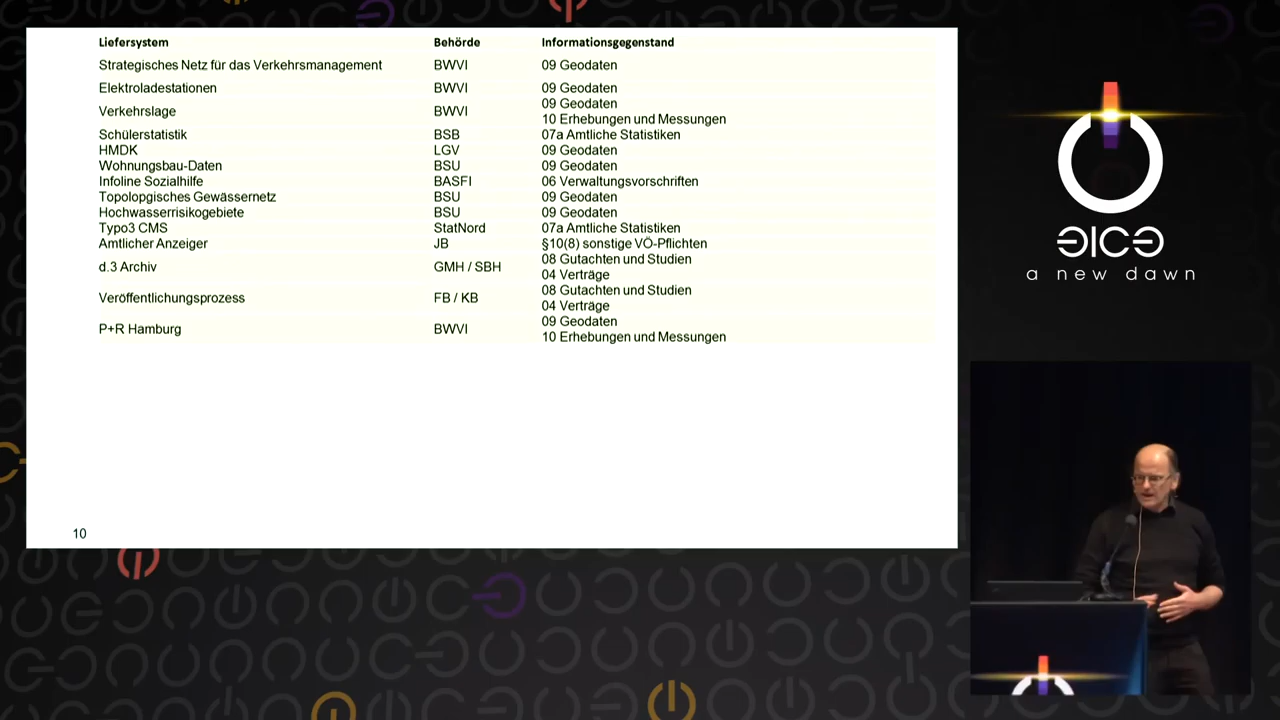 Liefersystem Behörde Informationsgegenstand
Strategisches Netz für das Verkehrsmanagement BWVI 09 Geodaten
Elektroladestationen BWVI 09 Geodaten
Verkehrslage BWVI 09 Geodaten
10 Erhebungen und Messungen
Schülerstatistik BSB 07a Amtliche Statistiken
HMDK LGV 09 Geodaten
Wohnungsbau-Daten BSU 09 Geodaten
Infoline Sozialhilfe BASFI 06 Verwaltungsvorschriften
Topolopgisches Gewässernetz BSU 09 Geodaten
Hochwasserrisikogebiete BSU 09 Geodaten
Typo3 CMS StatNord 07a Amtliche Statistiken
Amtlicher Anzeiger JB §10(8) sonstige VÖ-Pflichten
d.3 Archiv GMH / SBH 08 Gutachten und Studien
04 Verträge
Veröffentlichungsprozess FB / KB 08 Gutachten und Studien
04 Verträge
P+R Hamburg BWVI 09 Geodaten
10 Erhebungen und Messungen
10
a new dawn